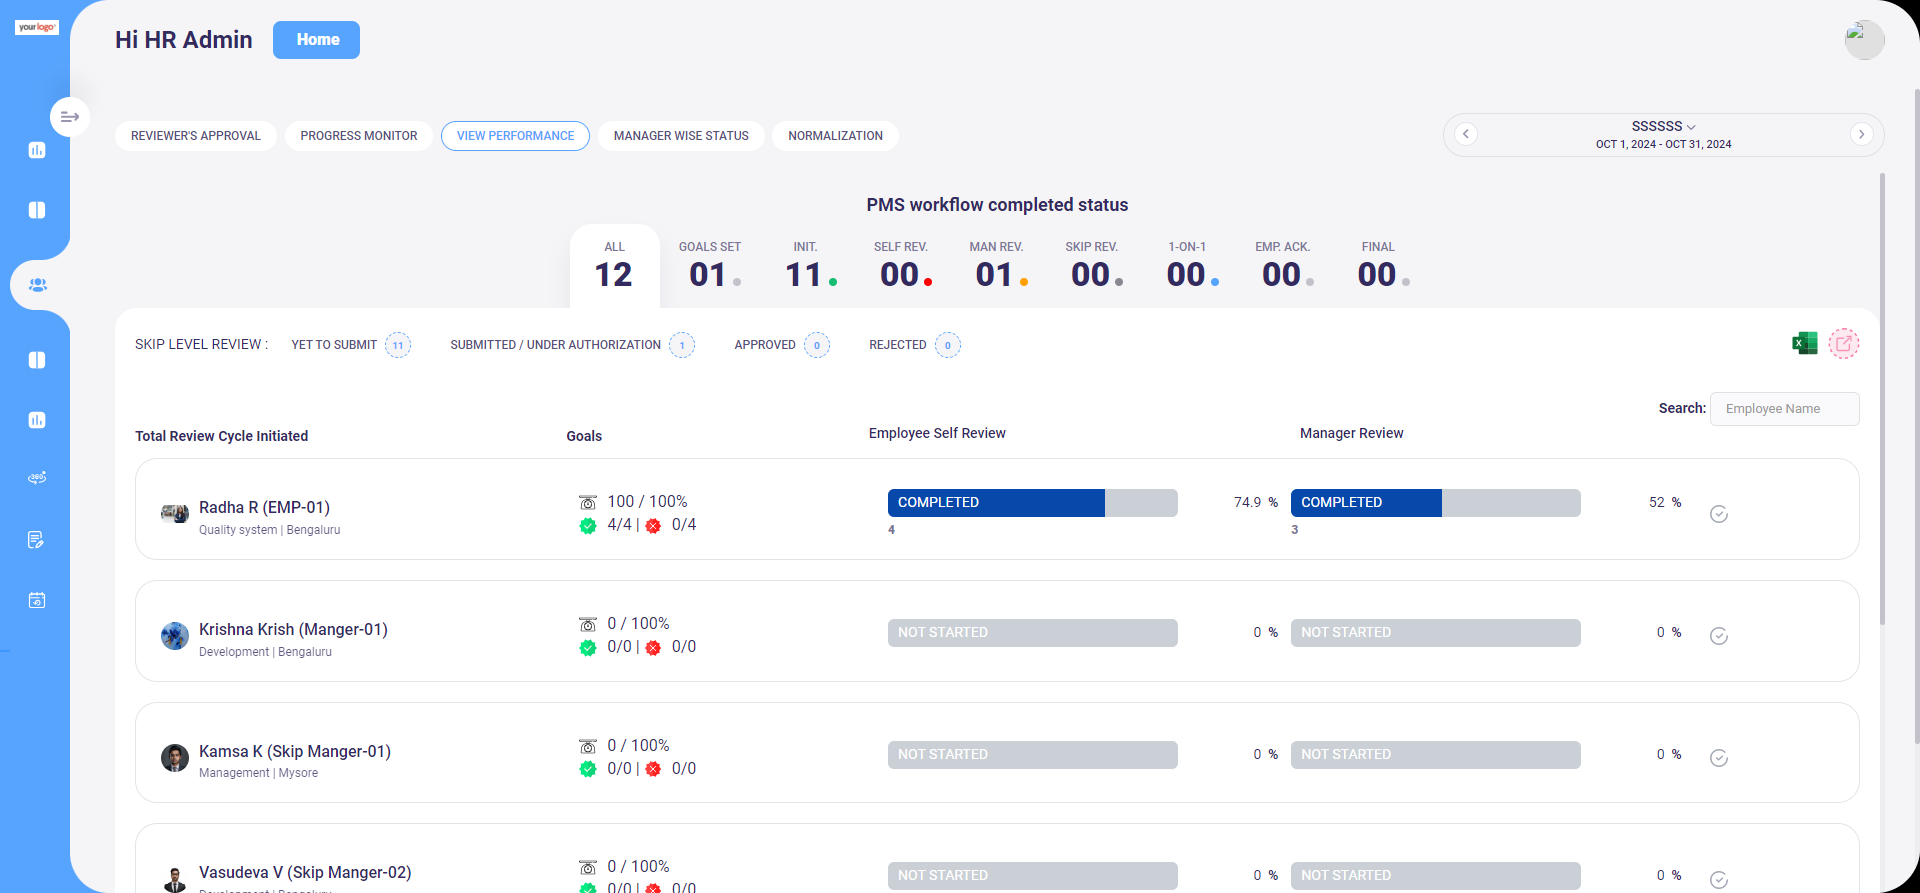 yourlogo
Hi HR Admin
Home
REVIEWER'S APPROVAL
PROGRESS MONITOR
VIEW PERFORMANCE
MANAGER WISE STATUS
NORMALIZATION
SSSSSS
OCT 1, 2024 - OCT 31, 2024
PMS workflow completed status
ALL GOALS SET INIT. SELF REV. MAN REV. SKIP REV. 1-ON-1 EMP. ACK. FINAL
12 01 11 00 01 00 00 00 00
SKIP LEVEL REVIEW : YET TO SUBMIT 11 SUBMITTED / UNDER AUTHORIZATION 1 APPROVED 0 REJECTED 0
Search: Employee Name
Total Review Cycle Initiated Goals Employee Self Review Manager Review
Radha R (EMP-01)
Quality system | Bengaluru
100 / 100%
4/4 | 0/4
COMPLETED 74.9 %
4
COMPLETED 52 %
3
Krishna Krish (Manger-01)
Development | Bengaluru
0 / 100%
0/0 | 0/0
NOT STARTED 0 %
NOT STARTED 0 %
Kamsa K (Skip Manger-01)
Management | Mysore
0 / 100%
0/0 | 0/0
NOT STARTED 0 %
NOT STARTED 0 %
Vasudeva V (Skip Manger-02)
Development | Bengaluru
0 / 100%
0/0 | 0/0
NOT STARTED 0 %
NOT STARTED 0 %
360